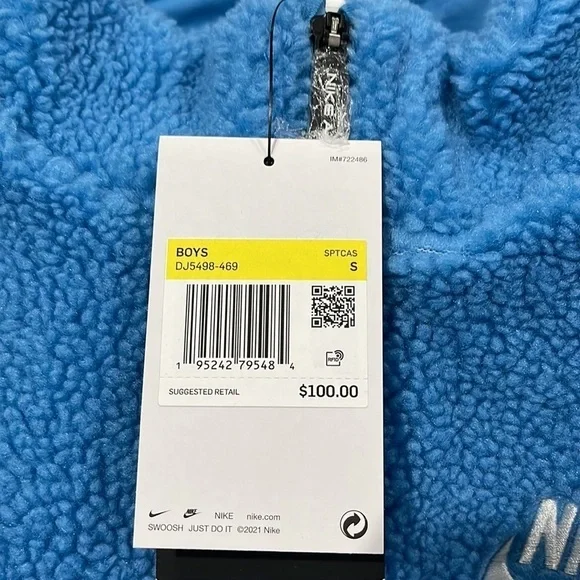 NIKE A
IM#722486
BOYS SPTCAS
DJ5498-469 S
1 95242 79548 4
RFID
SUGGESTED RETAIL $100.00
NIKE nike.com
SWOOSH JUST DO IT ©2021 Nike